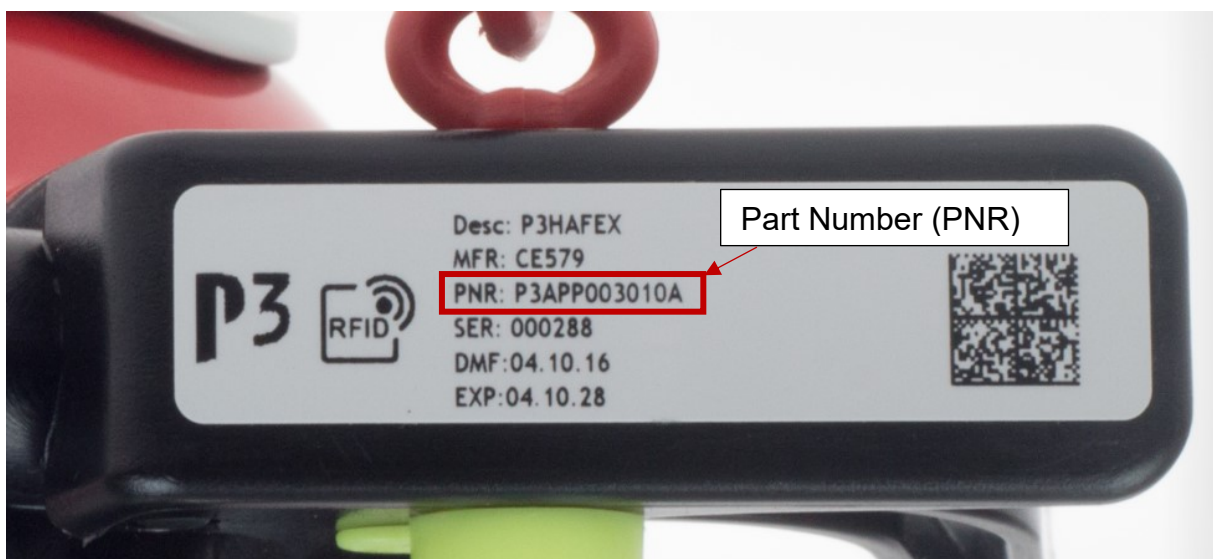 Part Number (PNR)
Desc: P3HAFEX
MFR: CE579
PNR: P3APP003010A
SER: 000288
DMF:04.10.16
EXP:04.10.28
P3
RFID